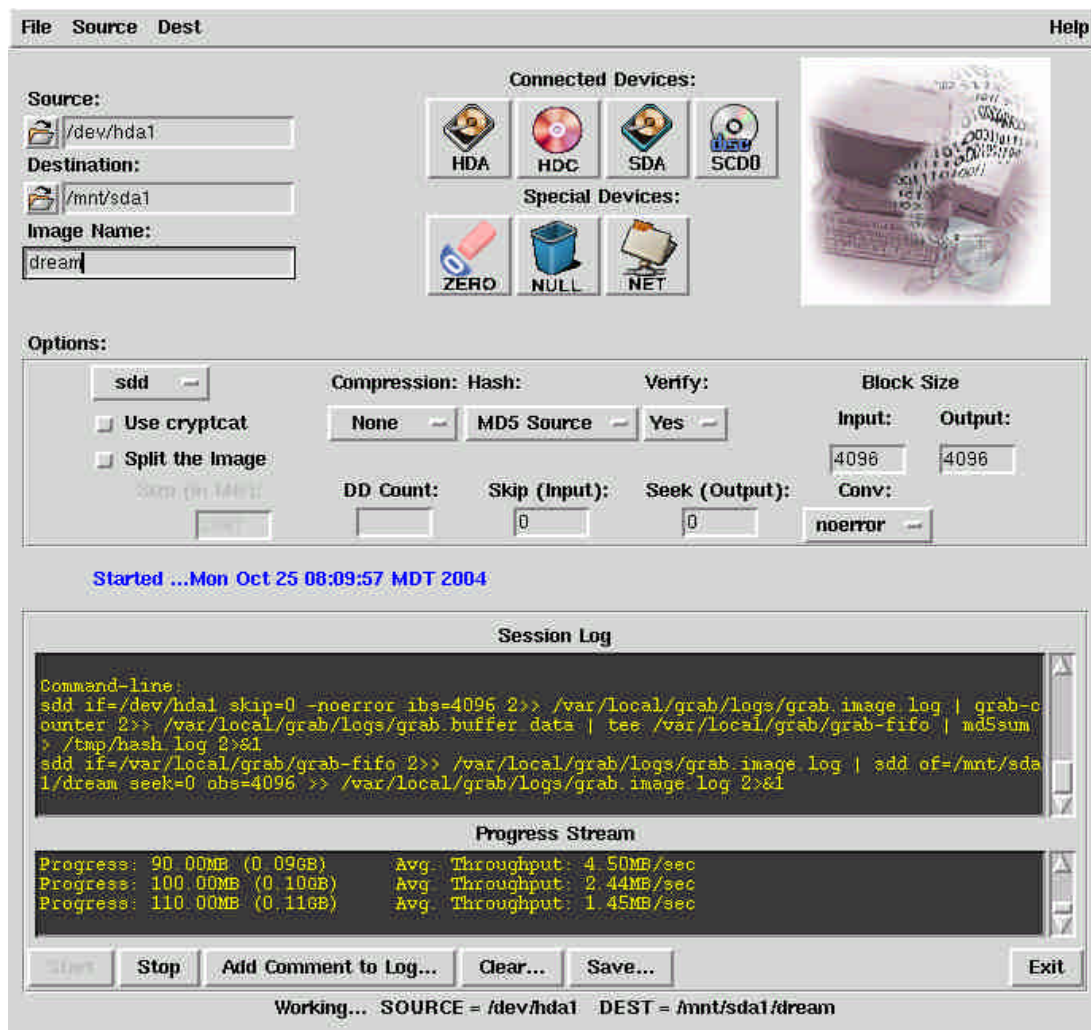 File Source Dest Help
Connected Devices:
Source:
/dev/hda1
HDA HDC SDA disc SCD0
Destination:
/mnt/sda1
Special Devices:
Image Name:
dream
ZERO NULL NET
Options:
sdd
Compression: Hash: Verify: Block Size
Use cryptcat
None MD5 Source Yes
Input: Output:
4096 4096
Split the Image
DD Count: Skip (Input): Seek (Output): Conv:
0 0 noerror
Started ...Mon Oct 25 08:09:57 MDT 2004
Session Log
Command-line:
sdd if=/dev/hda1 skip=0 -noerror ibs=4096 2>> /var/local/grab/logs/grab.image.log | grab-c
ounter 2>> /var/local/grab/logs/grab.buffer.data | tee /var/local/grab/grab-fifo | md5sum
> /tmp/hash.log 2>&1
sdd if=/var/local/grab/grab-fifo 2>> /var/local/grab/logs/grab.image.log | sdd of=/mnt/sda
1/dream seek=0 obs=4096 >> /var/local/grab/logs/grab.image.log 2>&1
Progress Stream
Progress: 90.00MB (0.09GB) Avg. Throughput: 4.50MB/sec
Progress: 100.00MB (0.10GB) Avg. Throughput: 2.44MB/sec
Progress: 110.00MB (0.11GB) Avg. Throughput: 1.45MB/sec
Start Stop Add Comment to Log... Clear... Save... Exit
Working... SOURCE = /dev/hda1 DEST = /mnt/sda1/dream